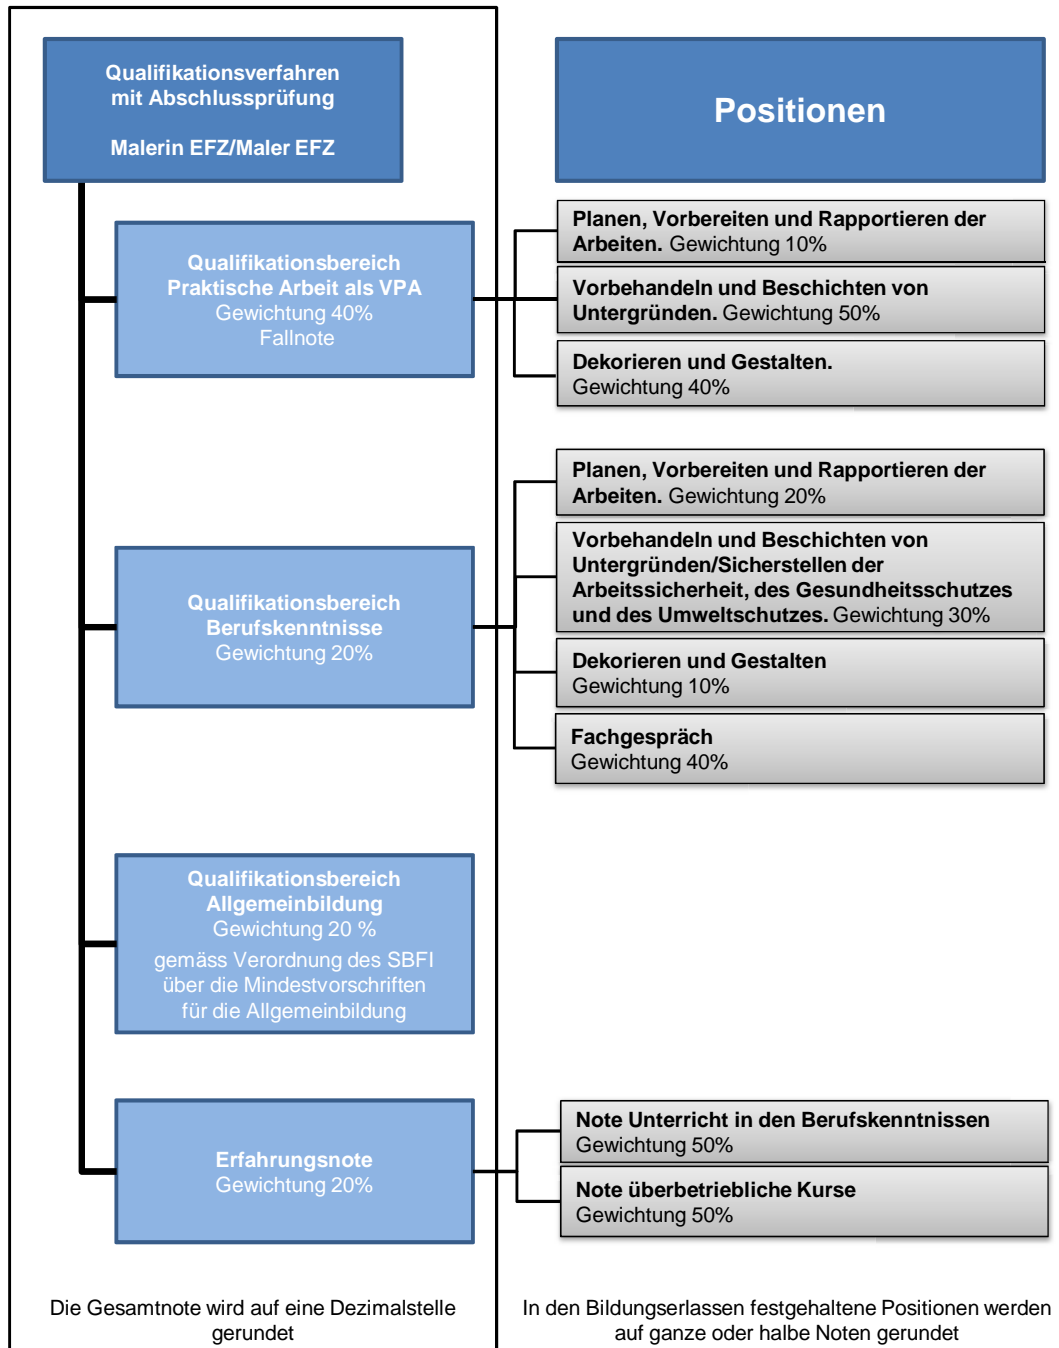 Qualifikationsverfahren
mit Abschlussprüfung
Malerin EFZ/Maler EFZ
Positionen
Qualifikationsbereich
Praktische Arbeit als VPA
Gewichtung 40%
Fallnote
Planen, Vorbereiten und Rapportieren der
Arbeiten. Gewichtung 10%
Vorbehandeln und Beschichten von
Untergründen. Gewichtung 50%
Dekorieren und Gestalten.
Gewichtung 40%
Qualifikationsbereich
Berufskenntnisse
Gewichtung 20%
Planen, Vorbereiten und Rapportieren der
Arbeiten. Gewichtung 20%
Vorbehandeln und Beschichten von
Untergründen/Sicherstellen der
Arbeitssicherheit, des Gesundheitsschutzes
und des Umweltschutzes. Gewichtung 30%
Dekorieren und Gestalten
Gewichtung 10%
Fachgespräch
Gewichtung 40%
Qualifikationsbereich
Allgemeinbildung
Gewichtung 20 %
gemäss Verordnung des SBFI
über die Mindestvorschriften
für die Allgemeinbildung
Erfahrungsnote
Gewichtung 20%
Note Unterricht in den Berufskenntnissen
Gewichtung 50%
Note überbetriebliche Kurse
Gewichtung 50%
Die Gesamtnote wird auf eine Dezimalstelle
gerundet
In den Bildungserlassen festgehaltene Positionen werden
auf ganze oder halbe Noten gerundet